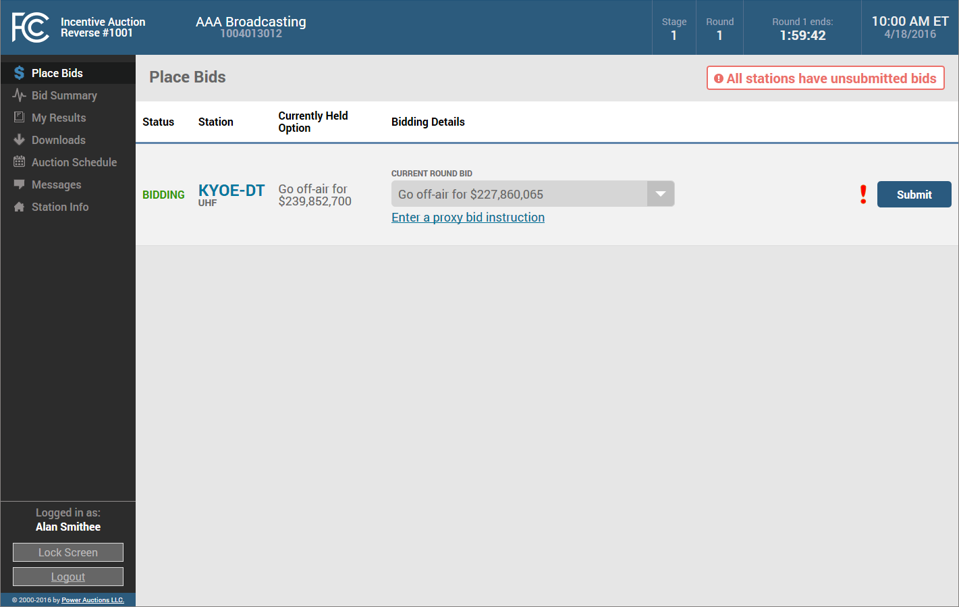 FCC
Incentive Auction
Reverse #1001
AAA Broadcasting
1004013012
Stage
1
Round
1
Round 1 ends:
1:59:42
10:00 AM ET
4/18/2016
Place Bids
Bid Summary
My Results
Downloads
Auction Schedule
Messages
Station Info
Place Bids
All stations have unsubmitted bids
Status
Station
Currently Held
Option
Bidding Details
BIDDING
KYOE-DT
UHF
Go off-air for
$239,852,700
CURRENT ROUND BID
Go off-air for $227,860,065
Enter a proxy bid instruction
Submit
Logged in as:
Alan Smithee
Lock Screen
Logout
© 2000-2016 by Power Auctions LLC.